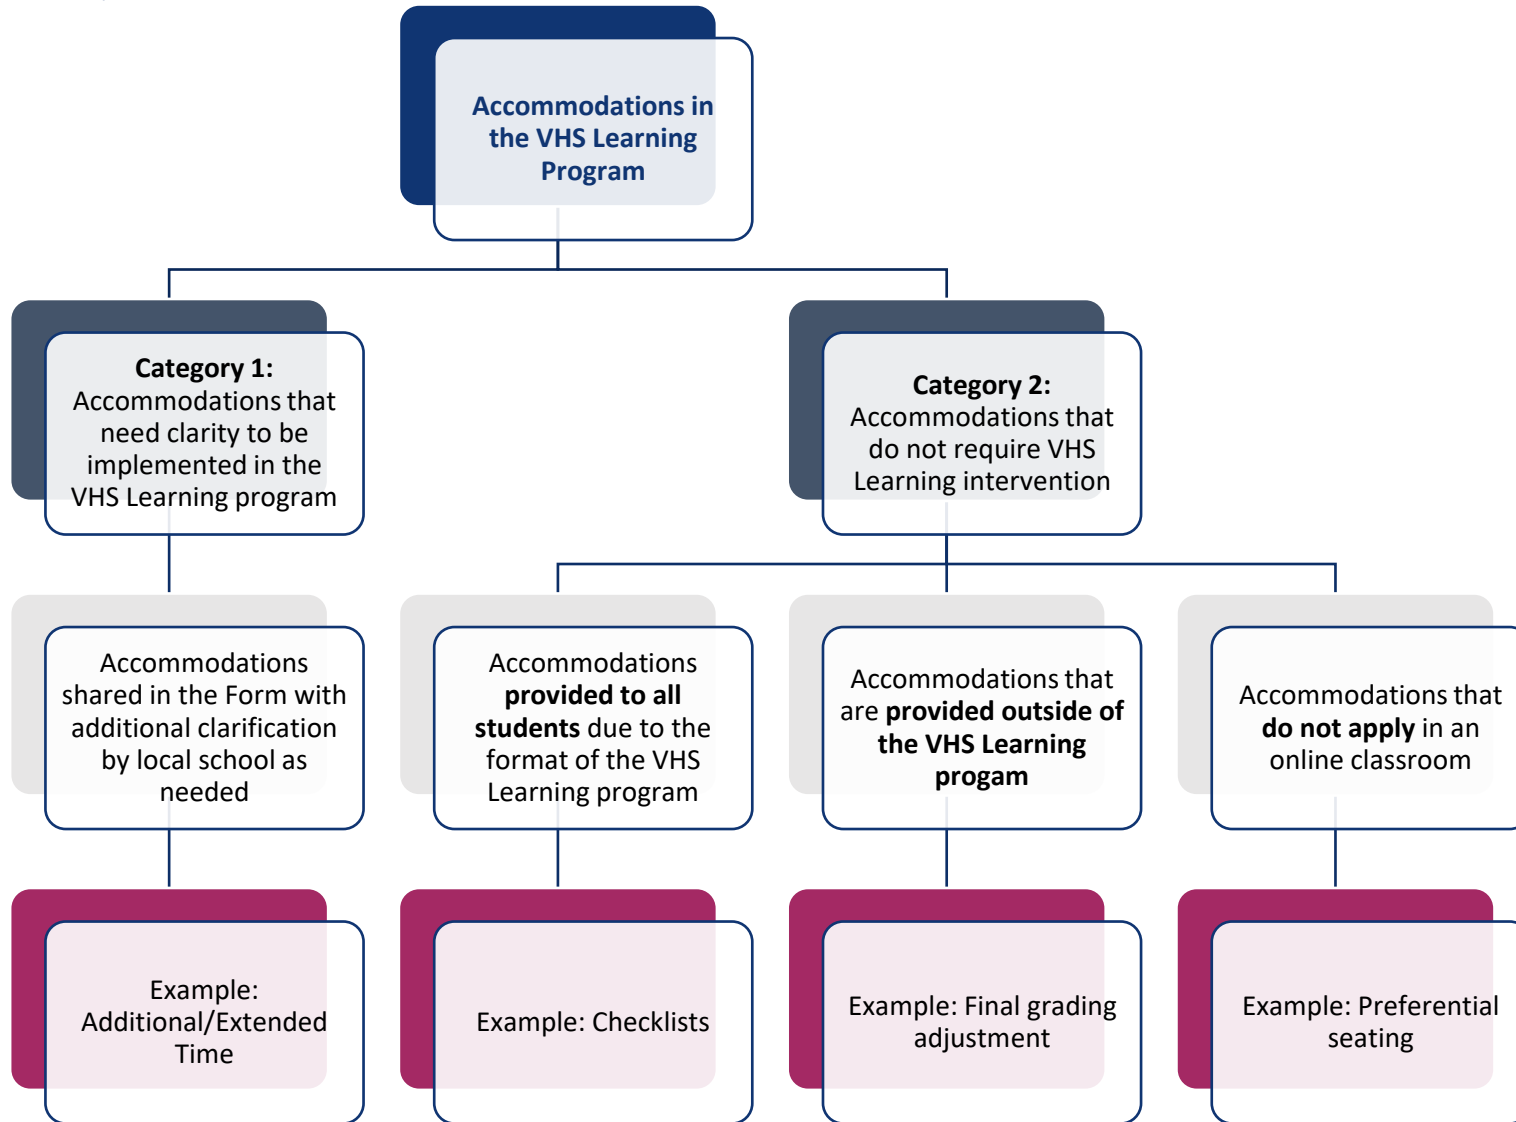 Accommodations in
the VHS Learning
Program
Category 1:
Accommodations that
need clarity to be
implemented in the
VHS Learning program
Category 2:
Accommodations that
do not require VHS
Learning intervention
Accommodations
shared in the Form with
additional clarification
by local school as
needed
Accommodations
provided to all
students due to the
format of the VHS
Learning program
Accommodations that
are provided outside of
the VHS Learning
progam
Accommodations that
do not apply in an
online classroom
Example:
Additional/Extended
Time
Example: Checklists
Example: Final grading
adjustment
Example: Preferential
seating